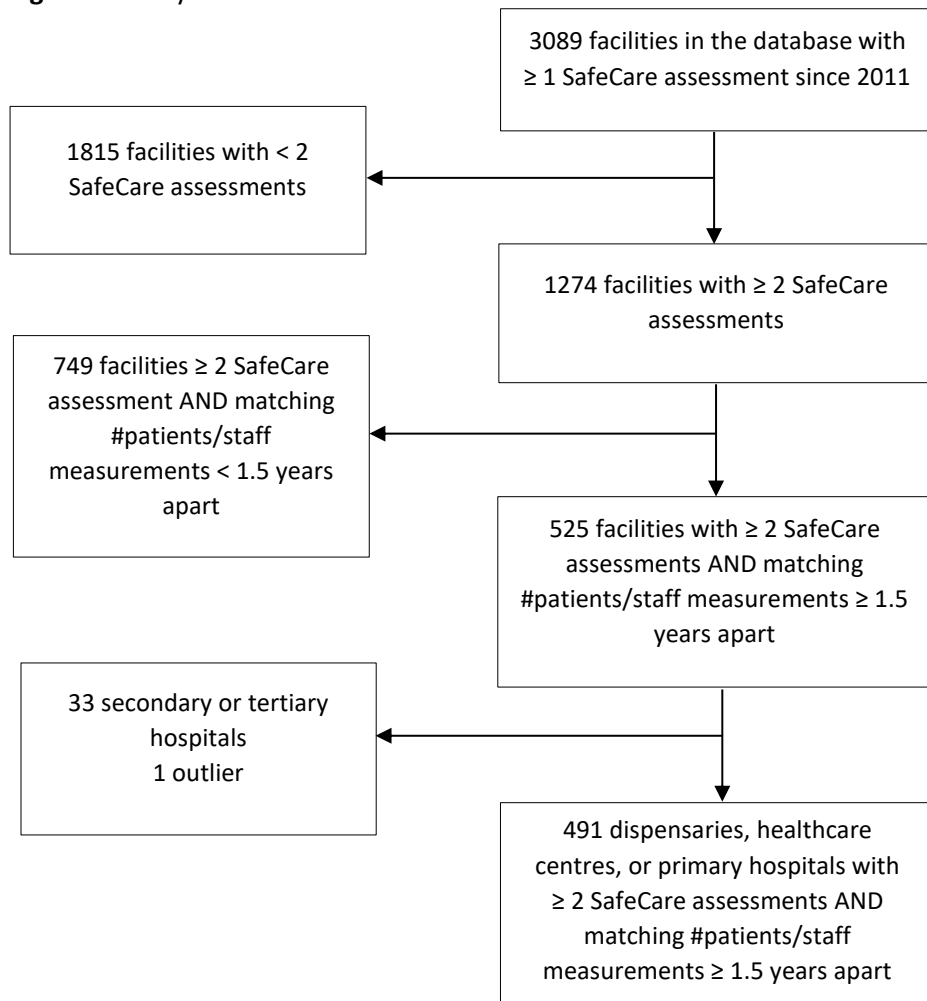 3089 facilities in the database with
≥ 1 SafeCare assessment since 2011
1815 facilities with < 2
SafeCare assessments
1274 facilities with ≥ 2 SafeCare
assessments
749 facilities ≥ 2 SafeCare
assessment AND matching
#patients/staff
measurements < 1.5 years
apart
525 facilities with ≥ 2 SafeCare
assessments AND matching
#patients/staff measurements ≥ 1.5
years apart
33 secondary or tertiary
hospitals
1 outlier
491 dispensaries, healthcare
centres, or primary hospitals with
≥ 2 SafeCare assessments AND
matching #patients/staff
measurements ≥ 1.5 years apart